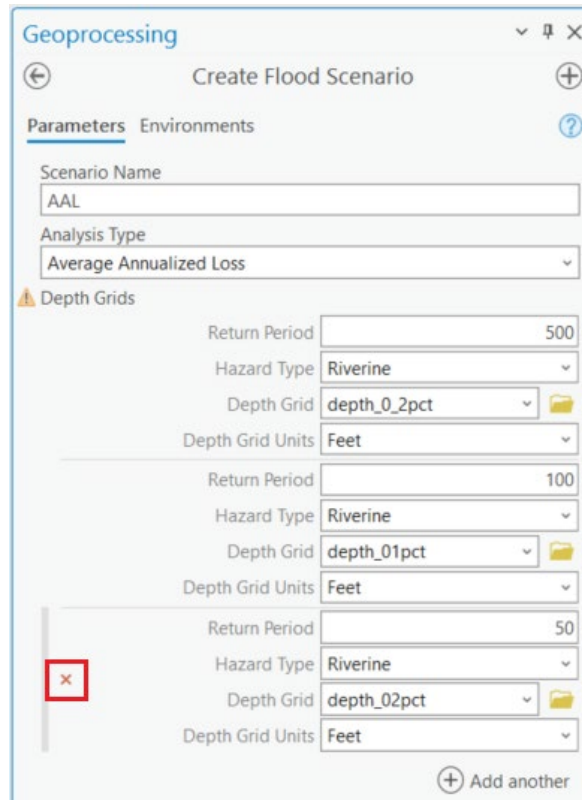 Geoprocessing
Create Flood Scenario
Parameters Environments
Scenario Name
AAL
Analysis Type
Average Annualized Loss
Depth Grids
Return Period 500
Hazard Type Riverine
Depth Grid depth_0_2pct
Depth Grid Units Feet
Return Period 100
Hazard Type Riverine
Depth Grid depth_01pct
Depth Grid Units Feet
Return Period 50
Hazard Type Riverine
Depth Grid depth_02pct
Depth Grid Units Feet
Add another